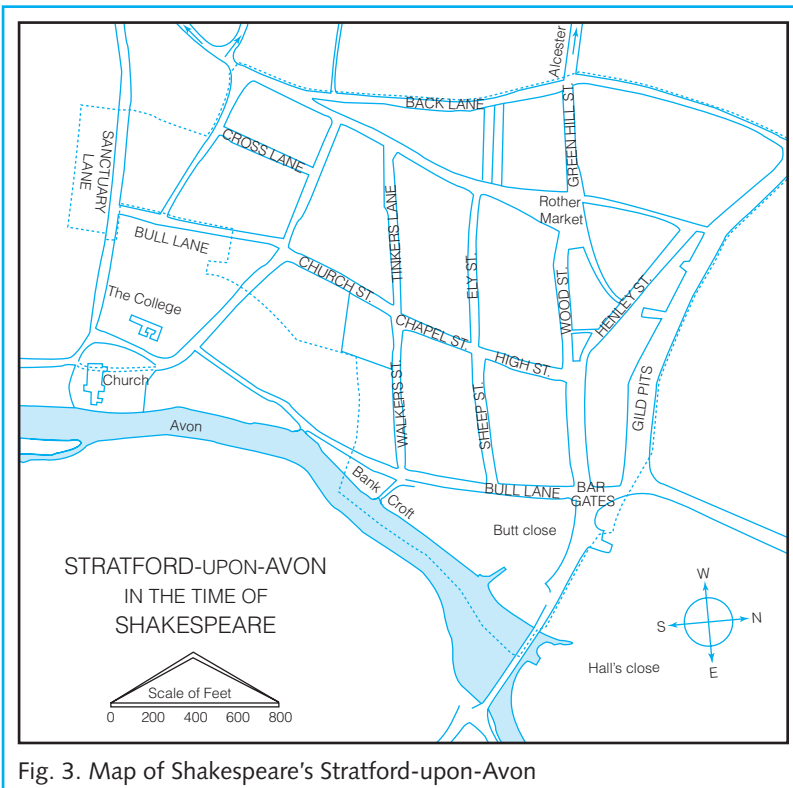 Alcester
BACK LANE
GREEN HILL ST.
CROSS LANE
SANCTUARY
LANE
TINKERS LANE
Rother
Market
BULL LANE
ELY ST.
CHURCH ST.
WOOD ST.
HENLEY ST.
The College
CHAPEL ST.
HIGH ST.
GILD PITS
Church
WALKERS ST.
SHEEP ST.
Avon
Bank
Croft
BULL LANE
BAR
GATES
Butt close
STRATFORD-UPON-AVON
IN THE TIME OF
SHAKESPEARE
W
S
N
E
Hall's close
Scale of Feet
0 200 400 600 800
Fig. 3. Map of Shakespeare's Stratford-upon-Avon